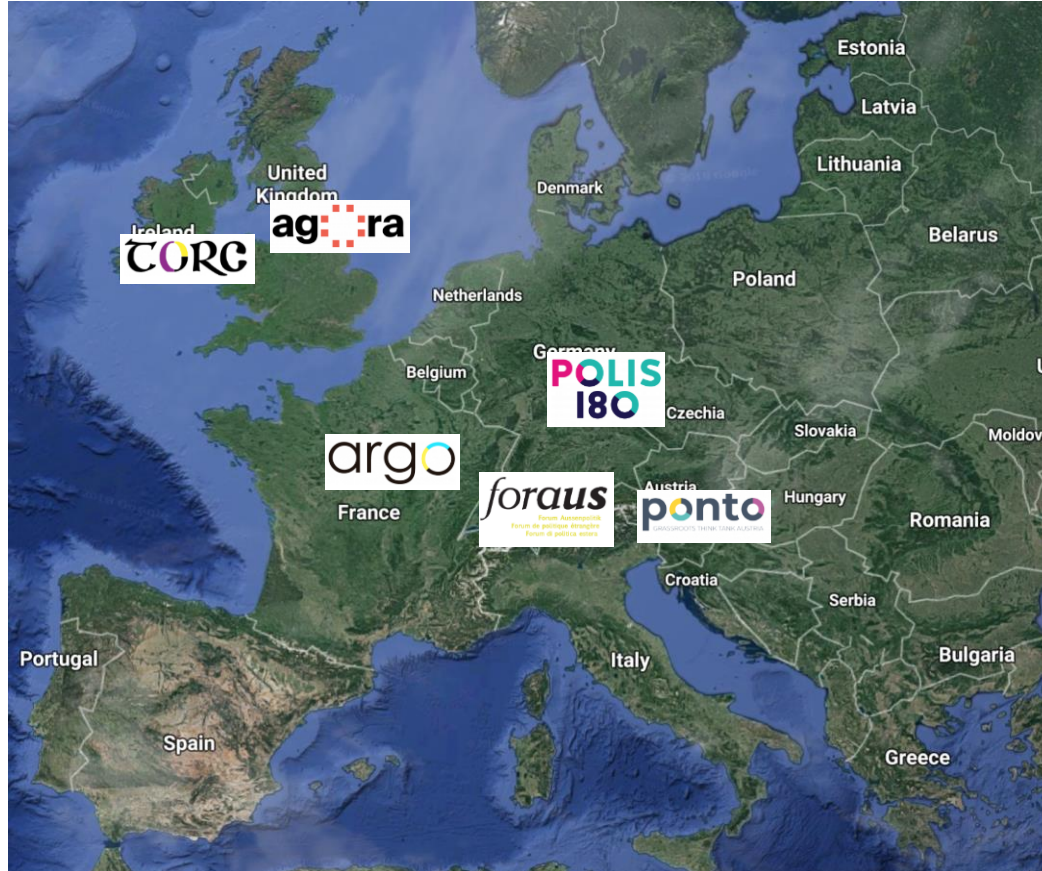 Estonia
Latvia
Lithuania
United
Kingdom
Denmark
agora
Ireland
Belarus
TORC
Poland
Netherlands
Germany
Belgium
POLIS
180
Czechia
Slovakia
Moldov
argo
foraus
Forum Aussenpolitik
Forum de politique étrangère
Forum di politica estera
Austria
ponto
GRASSROOTS THINK TANK AUSTRIA
Hungary
France
Romania
Croatia
Serbia
Portugal
Italy
Bulgaria
Spain
Greece